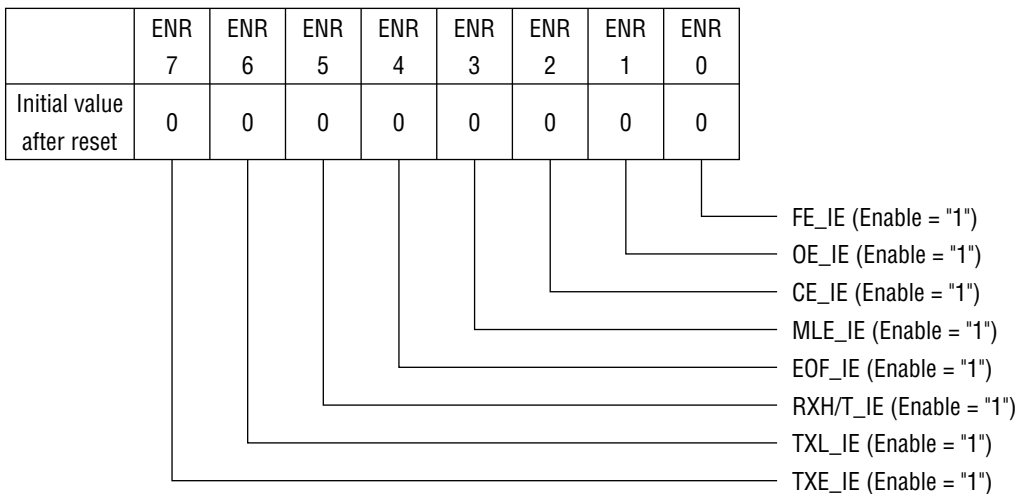 ENR ENR ENR ENR ENR ENR ENR ENR
7 6 5 4 3 2 1 0
Initial value
after reset
0 0 0 0 0 0 0 0
FE_IE (Enable = "1")
OE_IE (Enable = "1")
CE_IE (Enable = "1")
MLE_IE (Enable = "1")
EOF_IE (Enable = "1")
RXH/T_IE (Enable = "1")
TXL_IE (Enable = "1")
TXE_IE (Enable = "1")